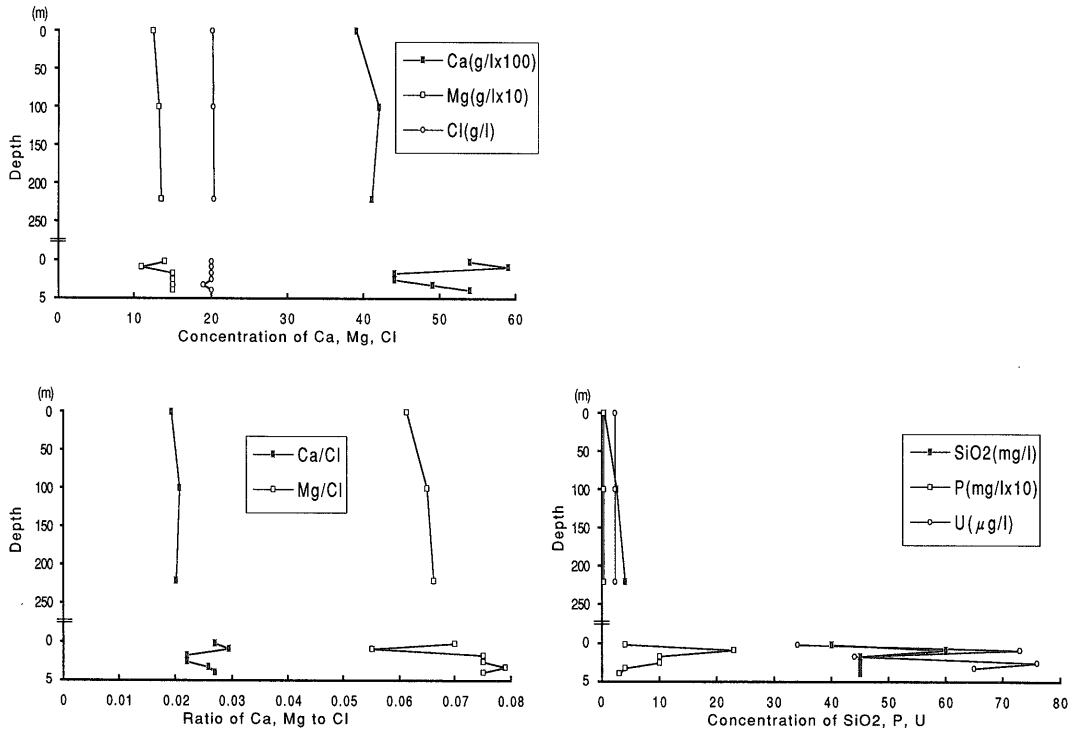 (m)
0
50
100
150
200
250
0
5
Depth
Ca(g/lx100)
Mg(g/lx10)
Cl(g/l)
0 10 20 30 40 50 60
Concentration of Ca, Mg, Cl
(m)
0
50
100
150
200
250
0
5
Depth
Ca/Cl
Mg/Cl
0 0.01 0.02 0.03 0.04 0.05 0.06 0.07 0.08
Ratio of Ca, Mg to Cl
(m)
0
50
100
150
200
250
0
5
Depth
SiO2(mg/l)
P(mg/lx10)
U(μg/l)
0 10 20 30 40 50 60 70 80
Concentration of SiO2, P, U